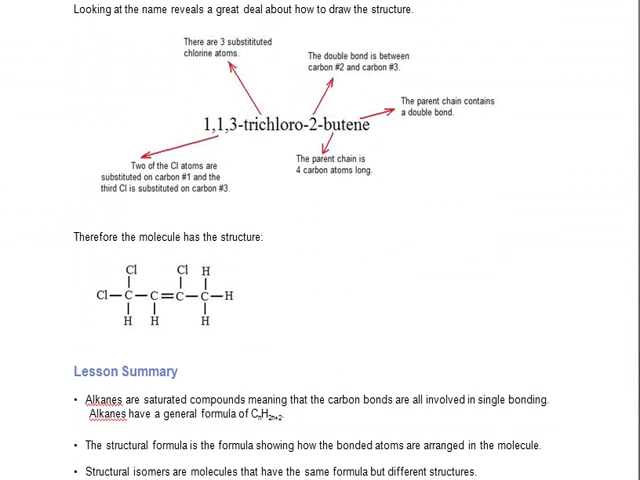 Looking at the name reveals a great deal about how to draw the structure.
There are 3 substitituted
chlorine atoms.
The double bond is between
carbon #2 and carbon #3.
The parent chain contains
a double bond.
1,1,3-trichloro-2-butene
Two of the Cl atoms are
substituted on carbon #1 and the
third Cl is substituted on carbon #3.
The parent chain is
4 carbon atoms long.
Therefore the molecule has the structure:
Cl Cl H
Cl—C—C=C—C—H
H H H
Lesson Summary
• Alkanes are saturated compounds meaning that the carbon bonds are all involved in single bonding.
Alkanes have a general formula of CnH2n+2.
• The structural formula is the formula showing how the bonded atoms are arranged in the molecule.
• Structural isomers are molecules that have the same formula but different structures.